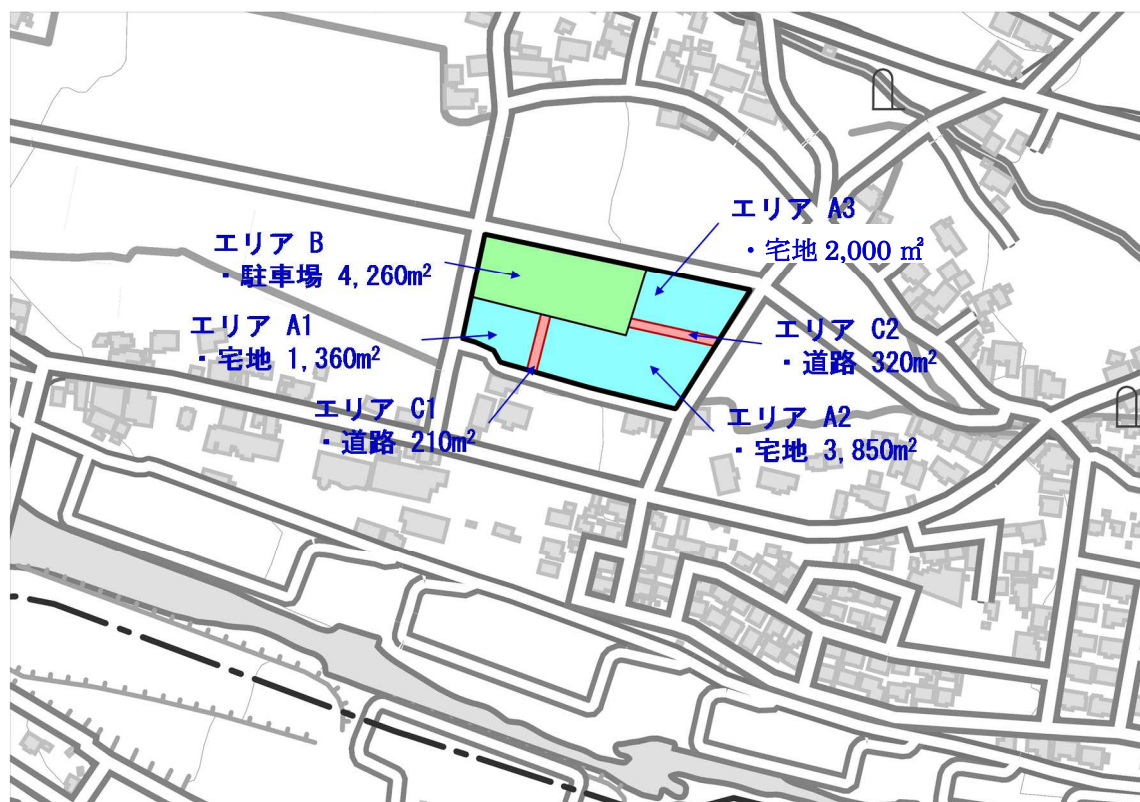 エリア A3
・宅地 2,000 ㎡
エリア B
・駐車場 4,260m²
エリア A1
・宅地 1,360m²
エリア C2
・道路 320m²
エリア C1
・道路 210m²
エリア A2
・宅地 3,850m²